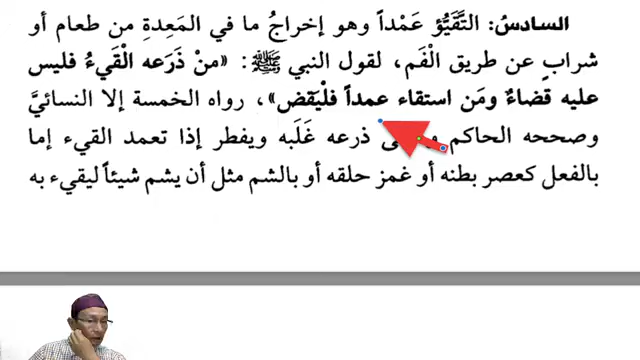 السادسُ: التَّقَيُّؤ عَمْداً وهو إخراجُ ما في المَعِدةِ من طعام أو
شرابٍ عن طريق الْفَم، لقول النبي ﷺ: «منْ ذَرَعه الْقَيءُ فليس
عليه قضاءٌ ومَن استقاء عمداً فلْيَقضِ»، رواه الخمسة إلا النسائيَّ
وصححه الحاكم ذرعه غَلَبه ويفطر إذا تعمد القيء إما
بالفعل كعصر بطنه أو غمز حلقه أو بالشم مثل أن يشم شيئاً ليقيء به